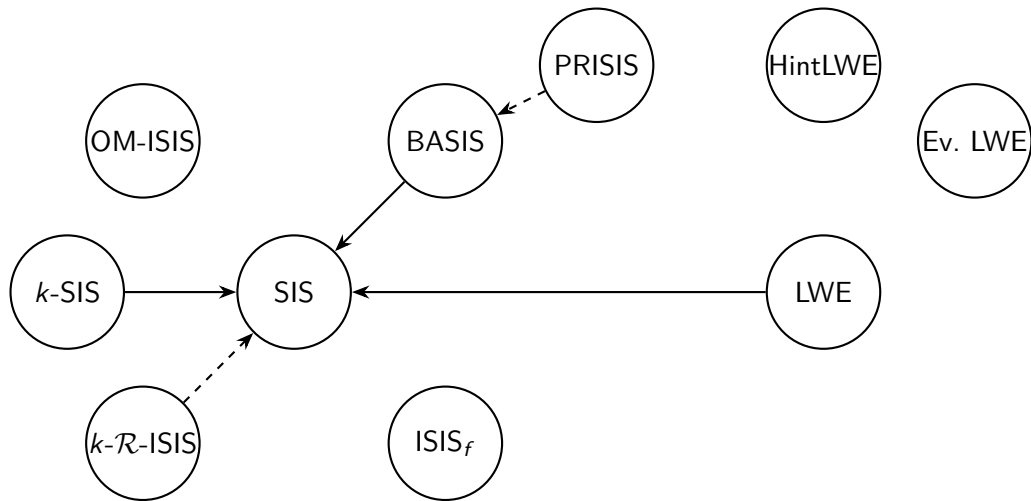 PRISIS
HintLWE
OM-ISIS
BASIS
Ev. LWE
k-SIS
SIS
LWE
k-ℛ-ISIS
ISIS_f